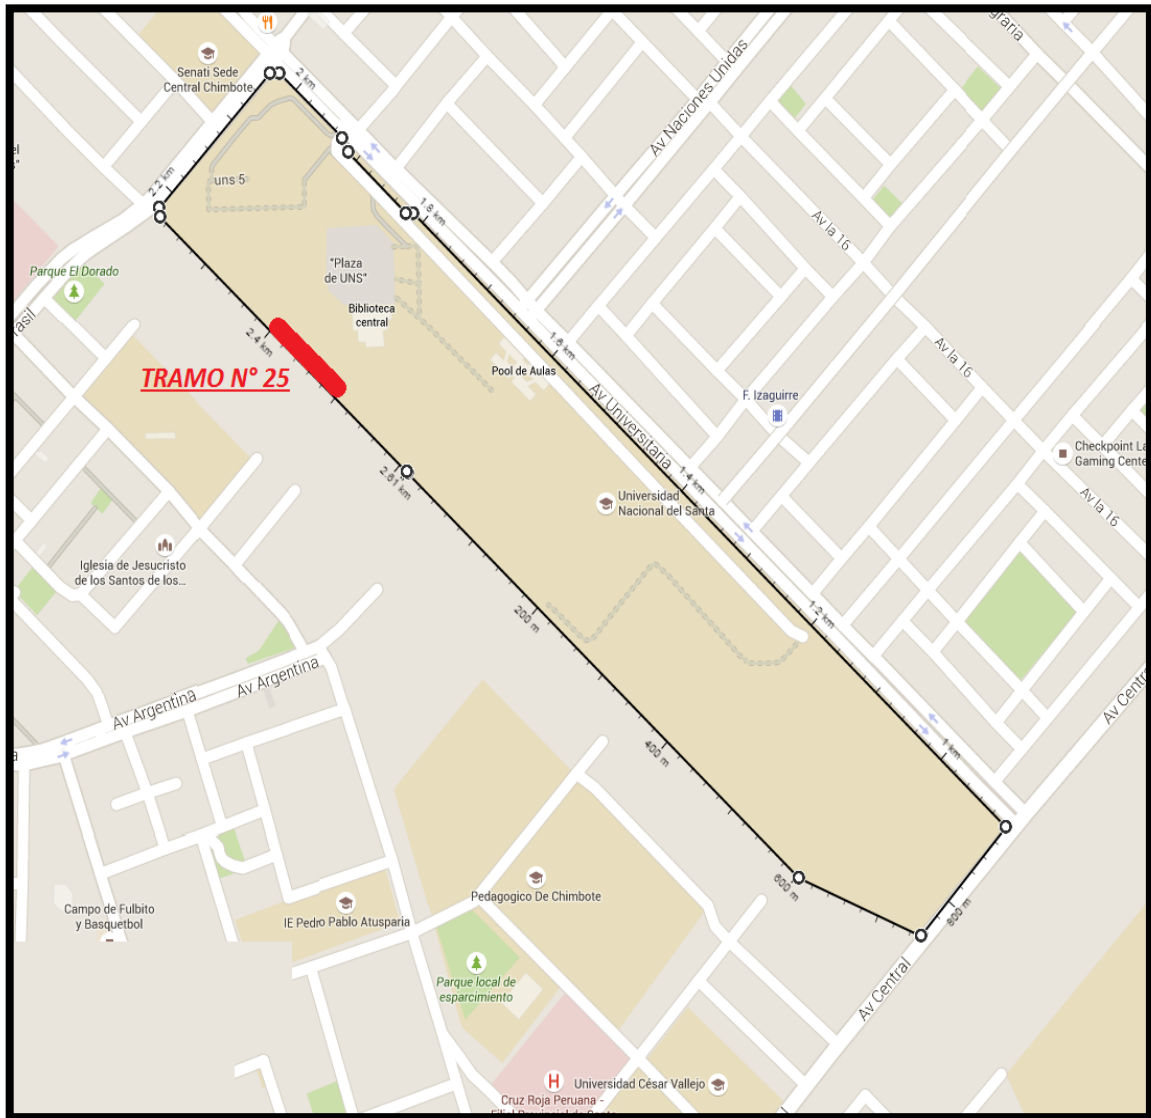 graria
Senati Sede
Central Chimbote
2 km
Av Naciones Unidas
2.2 km
uns 5
1.8 km
Av la 16
Parque El Dorado
"Plaza
de UNS"
Biblioteca
central
rasil
2.4 km
1.6 km
Av la 16
TRAMO N° 25
Pool de Aulas
Av Universitaria
F. Izaguirre
Checkpoint La
Gaming Cente
2.61 km
1.4 km
Av la 16
Universidad
Nacional del Santa
Iglesia de Jesucristo
de los Santos de los...
200 m
1.2 km
Av Argentina
Av Argentina
Av Centra
400 m
1 km
600 m
Pedagogico De Chimbote
800 m
Campo de Fulbito
y Basquetbol
IE Pedro Pablo Atusparia
Parque local de
esparcimiento
Av Central
H
Universidad César Vallejo
Cruz Roja Peruana -